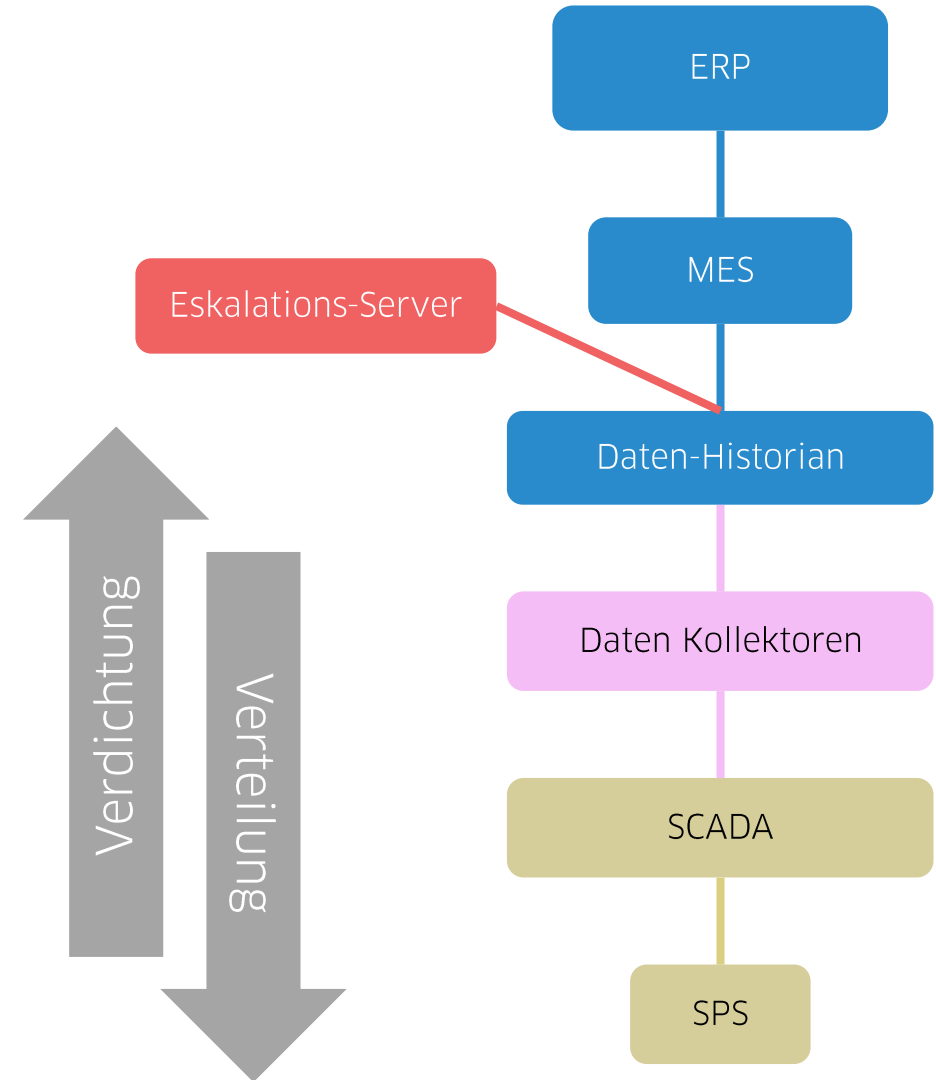 ERP
MES
Eskalations-Server
Daten-Historian
Verdichtung
Verteilung
Daten Kollektoren
SCADA
SPS